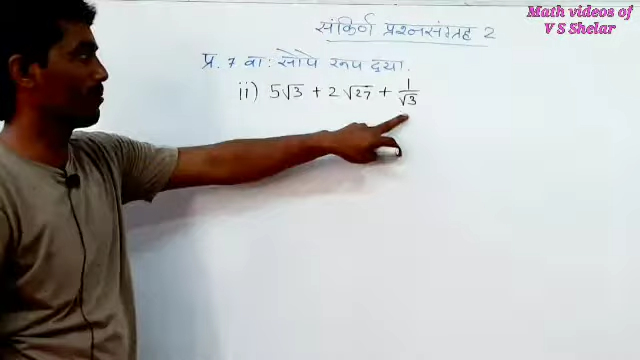 Math videos of
V S Shelar
संकिर्ण प्रश्नसंग्रह 2
प्र. 7 वा : सोपे रूप द्या.
ii) 5√3 + 2√27 + 1/√3